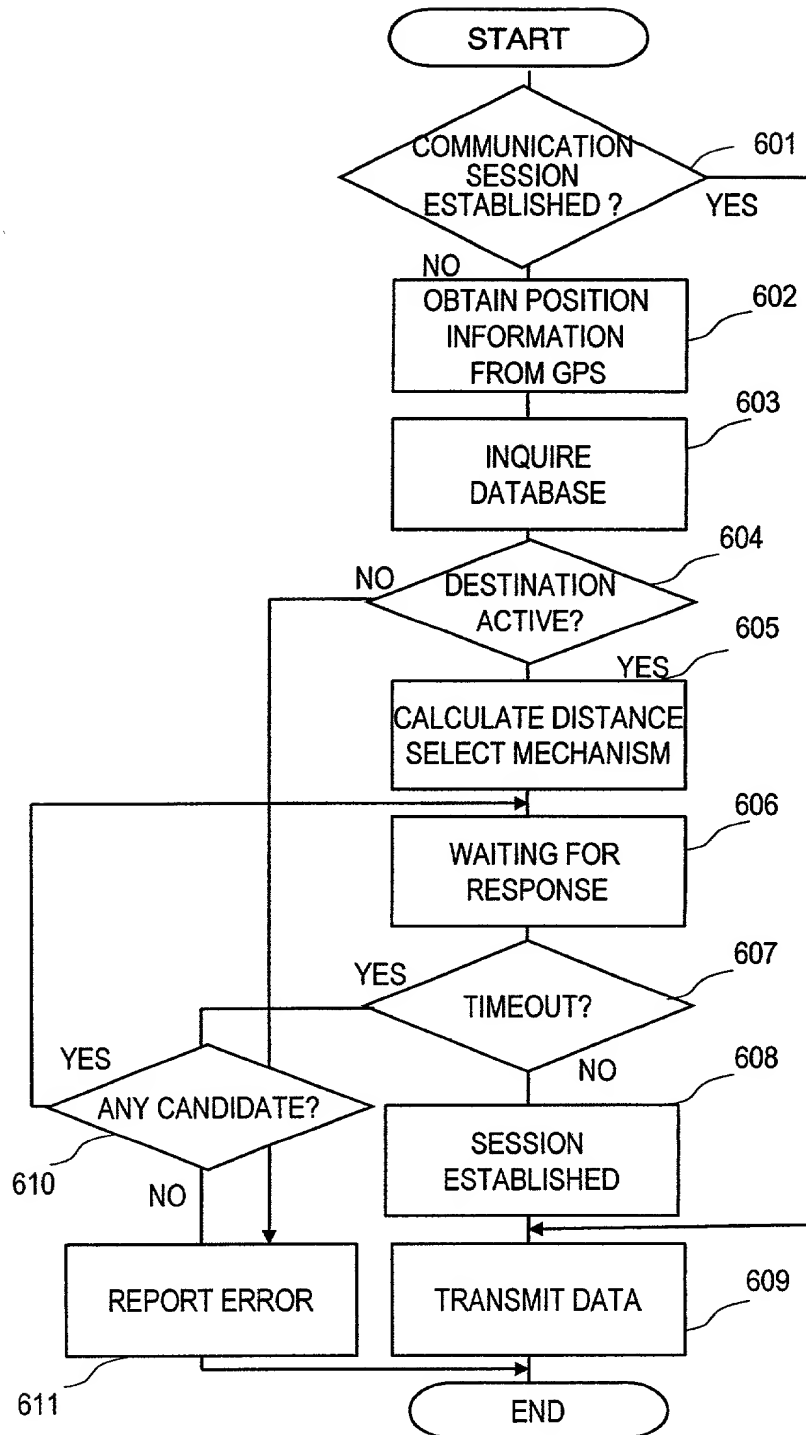 START
COMMUNICATION
SESSION
ESTABLISHED ?
601
YES
NO
OBTAIN POSITION
INFORMATION
FROM GPS
602
603
INQUIRE
DATABASE
604
NO
DESTINATION
ACTIVE?
605
YES
CALCULATE DISTANCE
SELECT MECHANISM
606
WAITING FOR
RESPONSE
607
YES
TIMEOUT?
NO
608
YES
ANY CANDIDATE?
610
NO
SESSION
ESTABLISHED
REPORT ERROR
611
TRANSMIT DATA
609
END